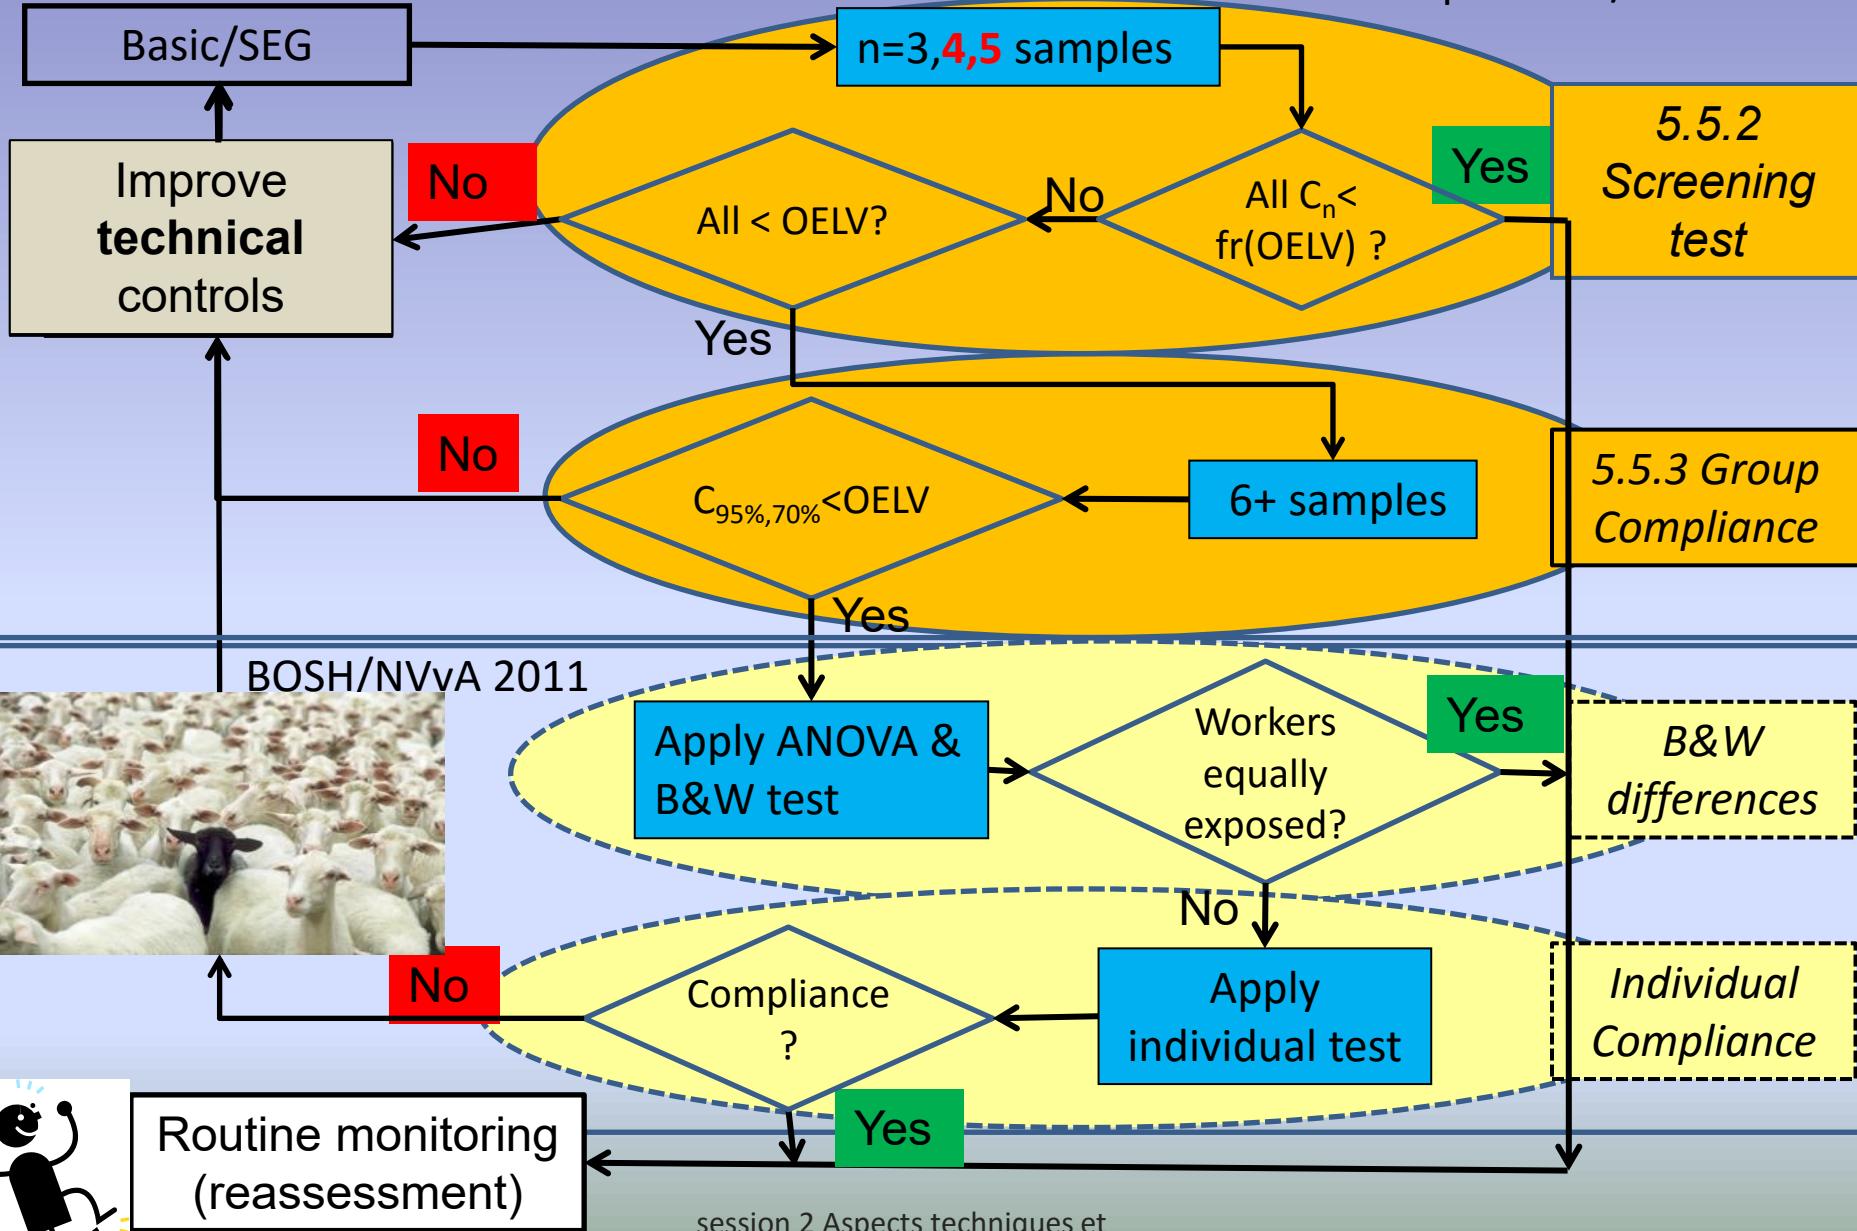 Basic/SEG
n=3,4,5 samples
5.5.2
Screening
test
Improve
technical
controls
No
All < OELV?
No
All Cn<
fr(OELV) ?
Yes
Yes
No
C95%,70%<OELV
6+ samples
5.5.3 Group
Compliance
Yes
BOSH/NVvA 2011
Apply ANOVA &
B&W test
Workers
equally
exposed?
Yes
B&W
differences
No
No
Compliance
?
Apply
individual test
Individual
Compliance
Yes
Routine monitoring
(reassessment)
session 2 Aspects techniques et